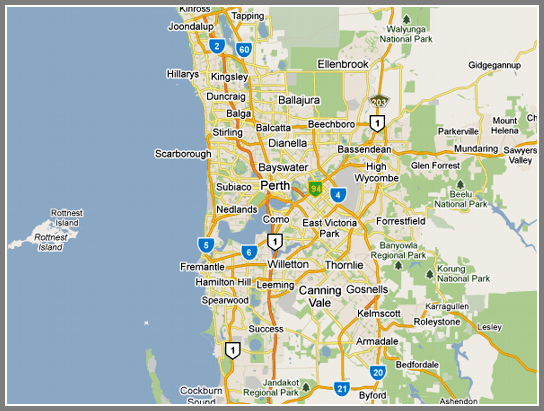 Kinross
Tapping
Joondalup
Walyunga
National Park
2
60
Gidgegannup
Ellenbrook
Hillarys
Kingsley
Duncraig
Ballajura
203
Balga
1
Mount
Helena
Ch
Stirling
Balcatta
Beechboro
Parkerville
Dianella
Bassendean
Mundaring
Sawyers
Valley
Scarborough
Bayswater
High
Wycombe
Glen Forrest
Subiaco
Perth
94
4
Beelu
National Park
Nedlands
Como
East Victoria
Park
Forrestfield
Rottnest
Island
Rottnest
Island
5
6
1
Banyowla
Regional Park
Fremantle
Willetton
Thornlie
Korung
National Park
Hamilton Hill
Leeming
Canning
Vale
Gosnells
Spearwood
Karragullen
Kelmscott
Roleystone
Lesley
Success
1
Armadale
Bedfordale
20
Cockburn
Sound
Jandakot
Regional Park
21
Byford
Ashendon